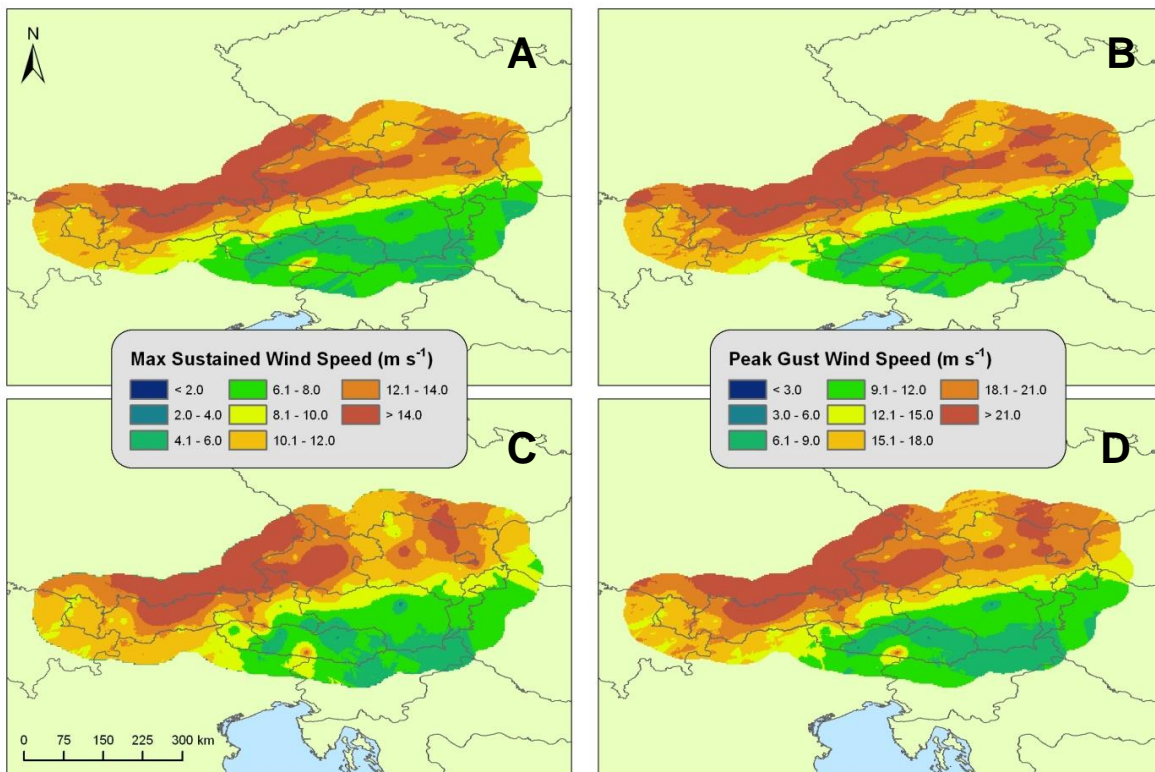 N
A
B
Max Sustained Wind Speed (m s⁻¹)
< 2.0 6.1 - 8.0 12.1 - 14.0
2.0 - 4.0 8.1 - 10.0 > 14.0
4.1 - 6.0 10.1 - 12.0
Peak Gust Wind Speed (m s⁻¹)
< 3.0 9.1 - 12.0 18.1 - 21.0
3.0 - 6.0 12.1 - 15.0 > 21.0
6.1 - 9.0 15.1 - 18.0
C
D
0 75 150 225 300 km